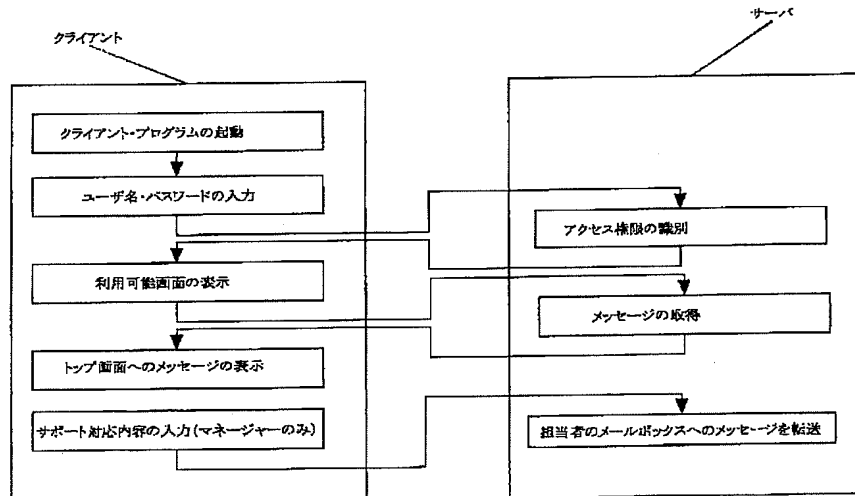 クライアント
サーバ
クライアント・プログラムの起動
ユーザ名・パスワードの入力
アクセス権限の識別
利用可能画面の表示
メッセージの取得
トップ画面へのメッセージの表示
サポート対応内容の入力(マネージャーのみ)
担当者のメールボックスへのメッセージを転送